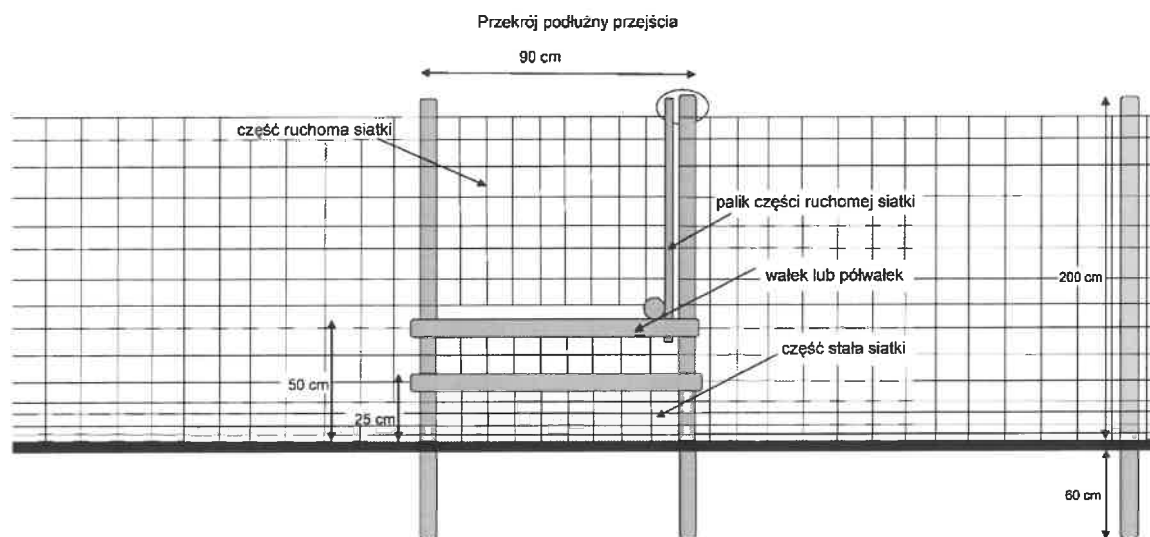 Przekrój podłużny przejścia
90 cm
część ruchoma siatki
palik części ruchomej siatki
wałek lub półwałek
200 cm
część stała siatki
50 cm
25 cm
60 cm